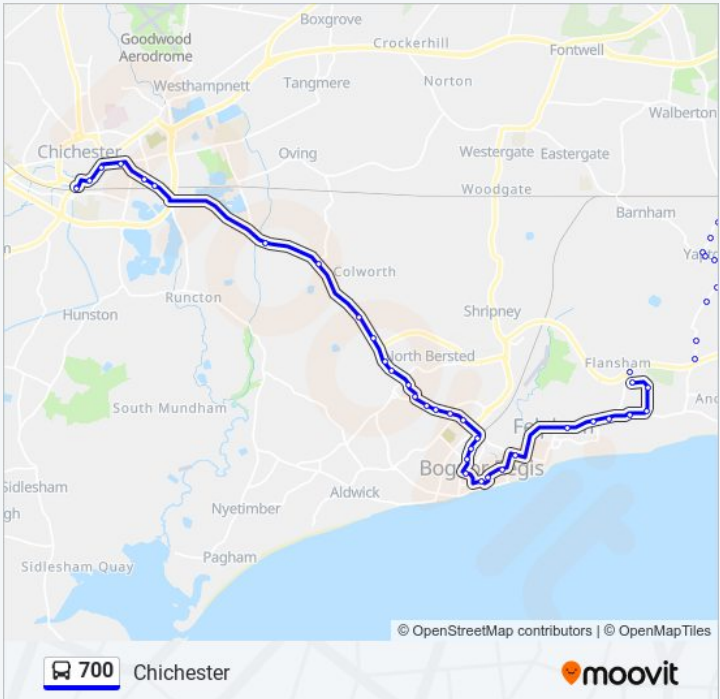 Boxgrove
Goodwood
Aerodrome
Crockerhill
Fontwell
Westhampnett
Tangmere
Norton
Walberton
Chichester
Oving
Westergate
Eastergate
Woodgate
Barnham
Colworth
Runcton
Hunston
Shripney
North Bersted
Flansham
South Mundham
Bognor Regis
Sidlesham
Aldwick
Nyetimber
Pagham
Sidlesham Quay
© OpenStreetMap contributors | © OpenMapTiles
700
Chichester
moovit